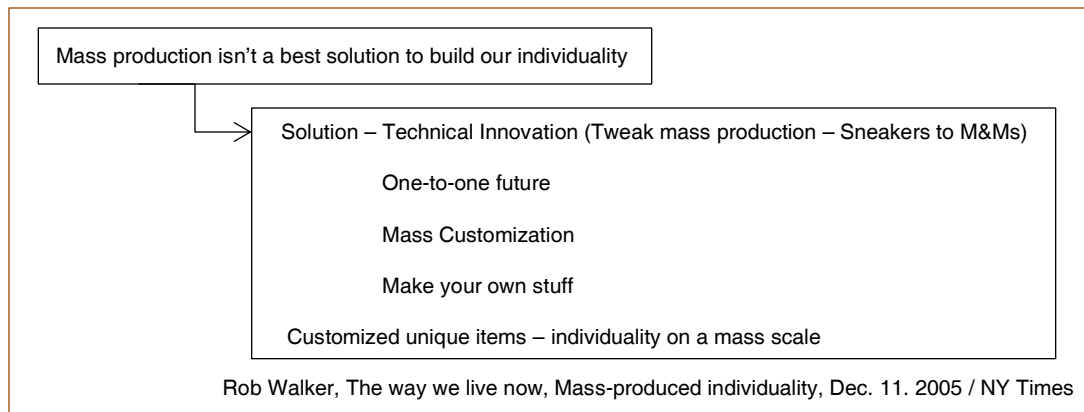 Mass production isn’t a best solution to build our individuality
Solution – Technical Innovation (Tweak mass production – Sneakers to M&Ms)
One-to-one future
Mass Customization
Make your own stuff
Customized unique items – individuality on a mass scale
Rob Walker, The way we live now, Mass-produced individuality, Dec. 11. 2005 / NY Times